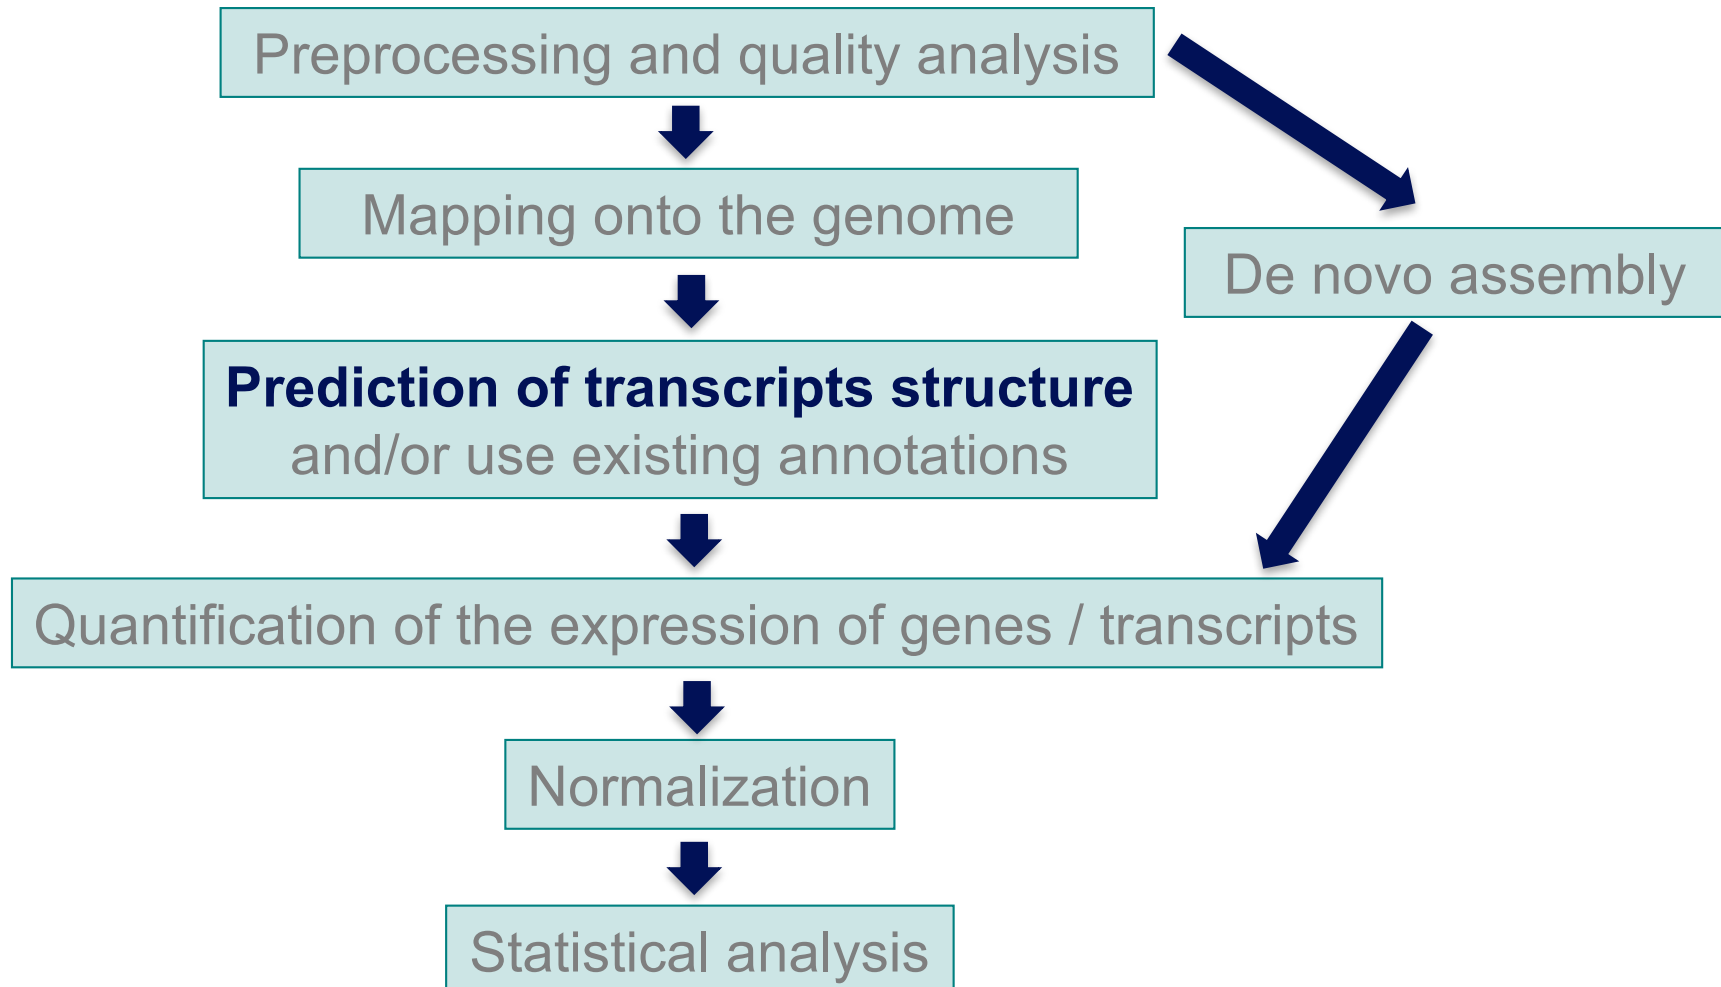 Preprocessing and quality analysis
Mapping onto the genome
De novo assembly
Prediction of transcripts structure
and/or use existing annotations
Quantification of the expression of genes / transcripts
Normalization
Statistical analysis